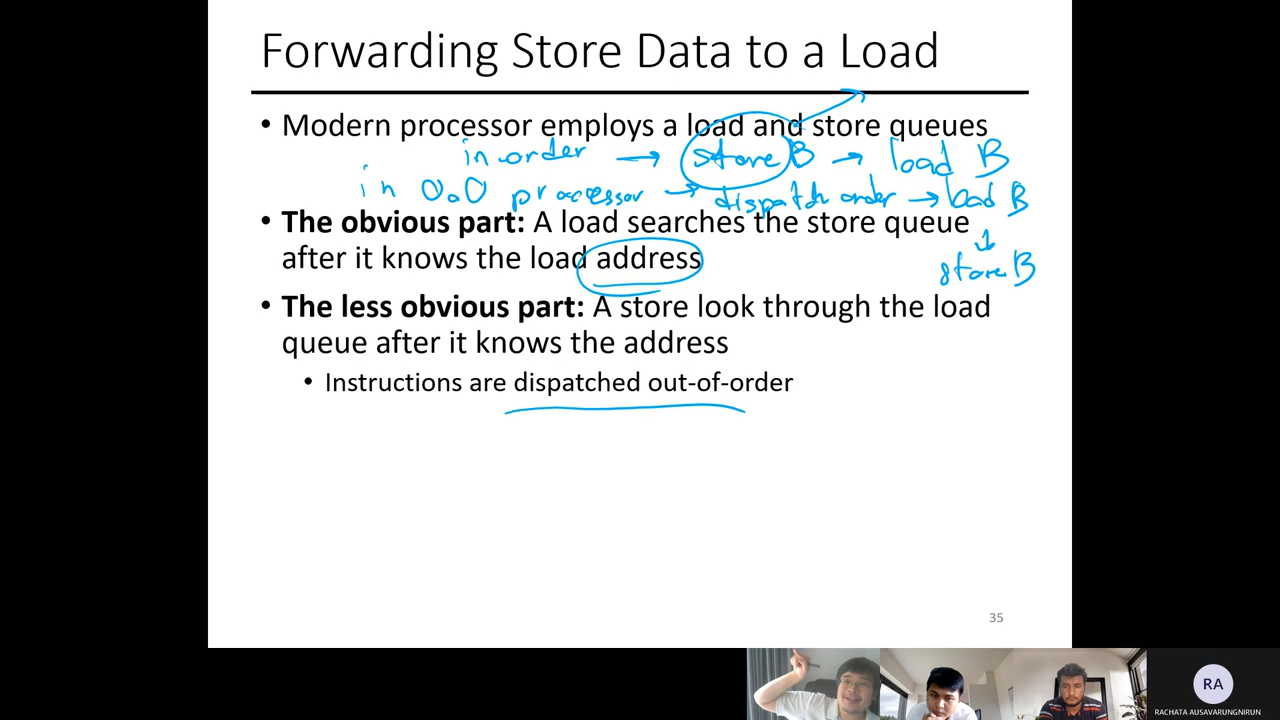 Forwarding Store Data to a Load
• Modern processor employs a load and store queues
in order → store B → load B
in OoO processor → dispatch order → load B
• The obvious part: A load searches the store queue
after it knows the load address
↓
store B
• The less obvious part: A store look through the load
queue after it knows the address
• Instructions are dispatched out-of-order
35
RA
RACHATA AUSAVARUNGNIRUN